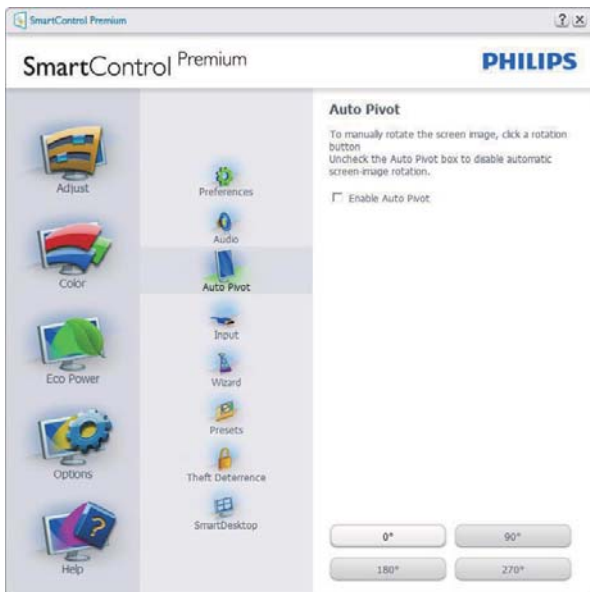 SmartControl Premium
SmartControl Premium
PHILIPS
Adjust
Color
Eco Power
Options
Help
Preferences
Audio
Auto Pivot
Input
Wizard
Presets
Theft Deterrence
SmartDesktop
Auto Pivot
To manually rotate the screen image, click a rotation
button
Uncheck the Auto Pivot box to disable automatic
screen-image rotation.
Enable Auto Pivot
0°
90°
180°
270°